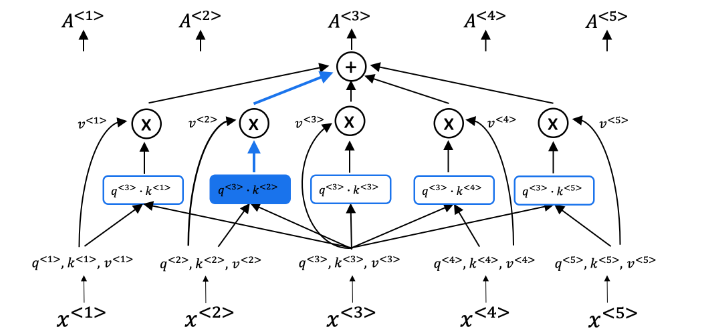 A<1> A<2> A<3> A<4> A<5>
+
v<1> X v<2> X v<3> X X v<4> X v<5>
q<3>·k<1> q<3>·k<2> q<3>·k<3> q<3>·k<4> q<3>·k<5>
q<1>, k<1>, v<1> q<2>, k<2>, v<2> q<3>, k<3>, v<3> q<4>, k<4>, v<4> q<5>, k<5>, v<5>
x<1> x<2> x<3> x<4> x<5>